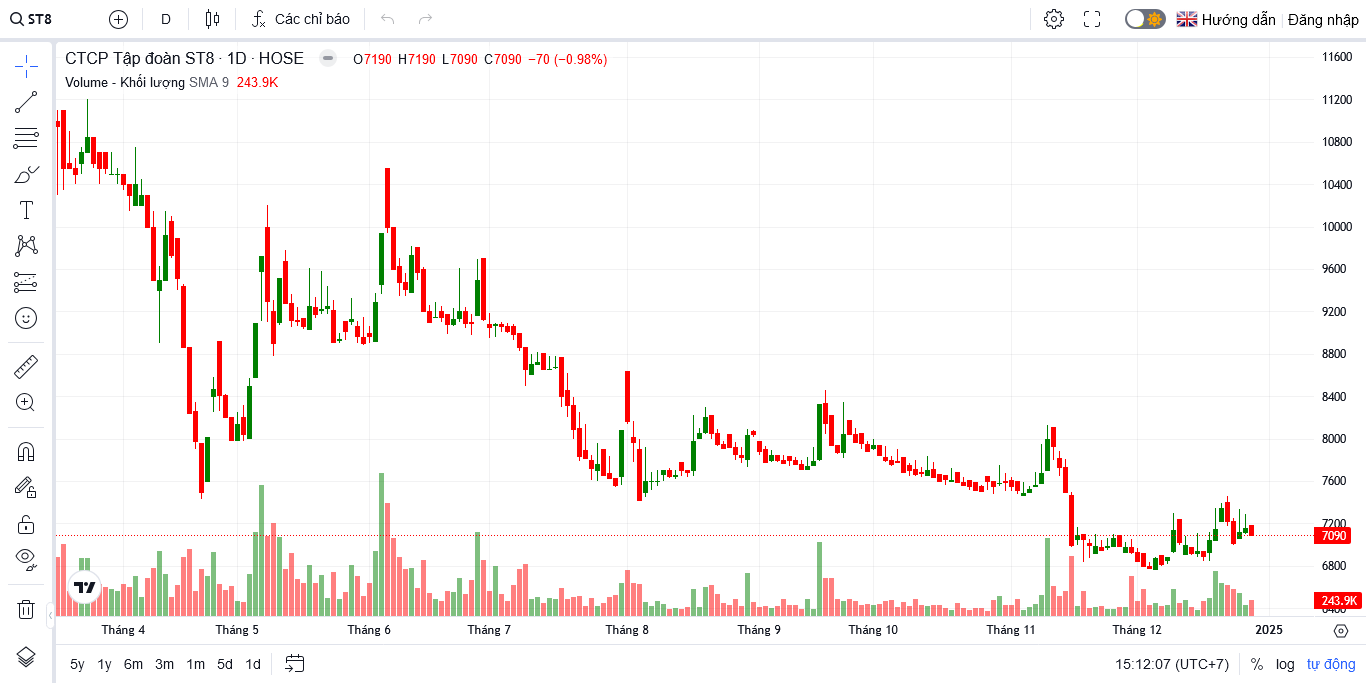 ST8 D Các chỉ báo Hướng dẫn Đăng nhập
CTCP Tập đoàn ST8 · 1D · HOSE O7190 H7190 L7090 C7090 −70 (−0.98%)
Volume - Khối lượng SMA 9 243.9K
11600
11200
10800
10400
10000
9600
9200
8800
8400
8000
7600
7200
7090
6800
243.9K
6400
Tháng 4 Tháng 5 Tháng 6 Tháng 7 Tháng 8 Tháng 9 Tháng 10 Tháng 11 Tháng 12 2025
5y 1y 6m 3m 1m 5d 1d 15:12:07 (UTC+7) % log tự động